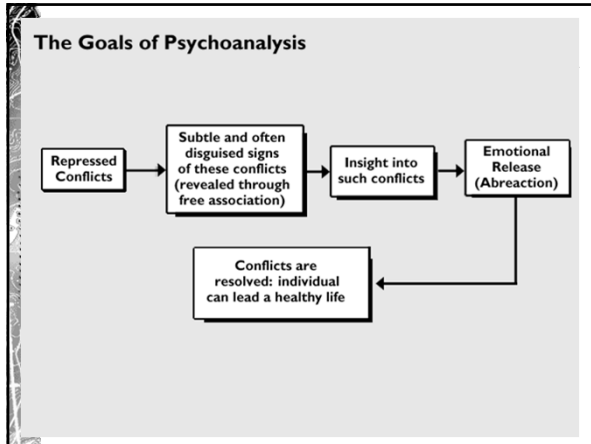 The Goals of Psychoanalysis
Repressed
Conflicts
Subtle and often
disguised signs
of these conflicts
(revealed through
free association)
Insight into
such conflicts
Emotional
Release
(Abreaction)
Conflicts are
resolved: individual
can lead a healthy life